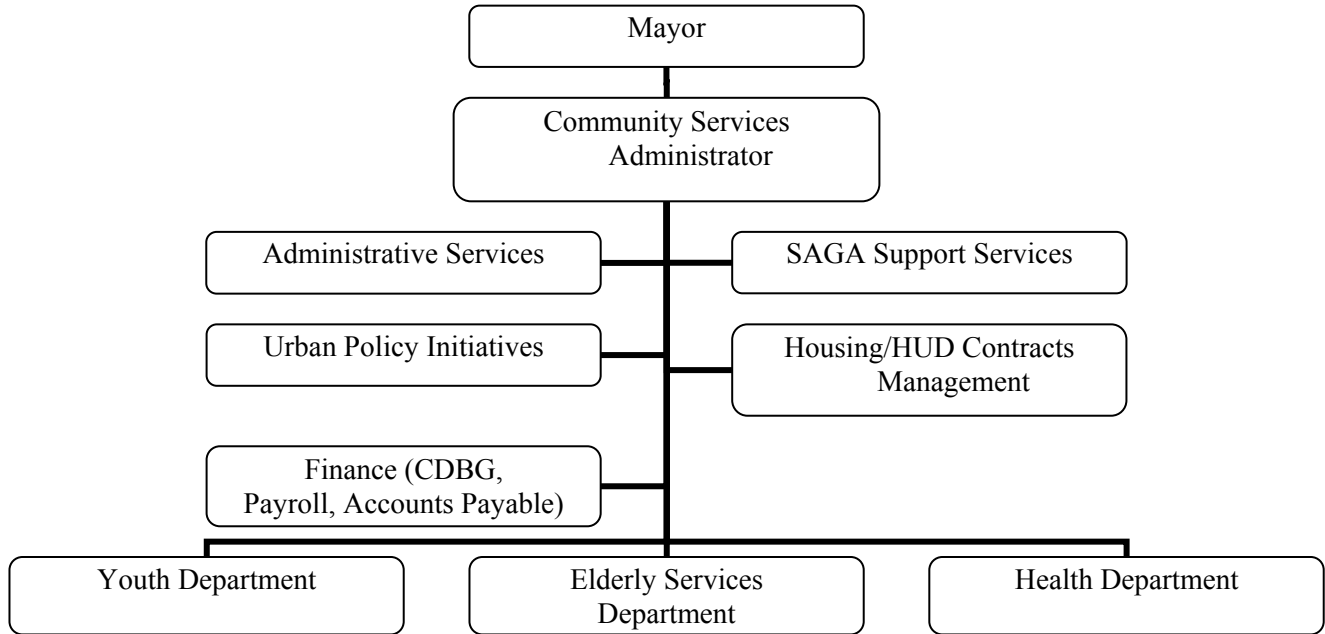 Mayor
Community Services
Administrator
Administrative Services
SAGA Support Services
Urban Policy Initiatives
Housing/HUD Contracts
Management
Finance (CDBG,
Payroll, Accounts Payable)
Youth Department
Elderly Services
Department
Health Department